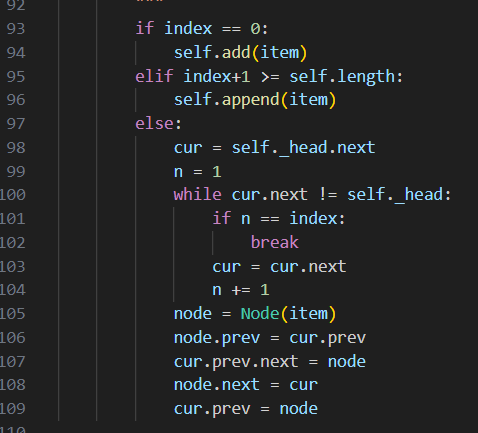 92
93 if index == 0:
94 self.add(item)
95 elif index+1 >= self.length:
96 self.append(item)
97 else:
98 cur = self._head.next
99 n = 1
100 while cur.next != self._head:
101 if n == index:
102 break
103 cur = cur.next
104 n += 1
105 node = Node(item)
106 node.prev = cur.prev
107 cur.prev.next = node
108 node.next = cur
109 cur.prev = node
110